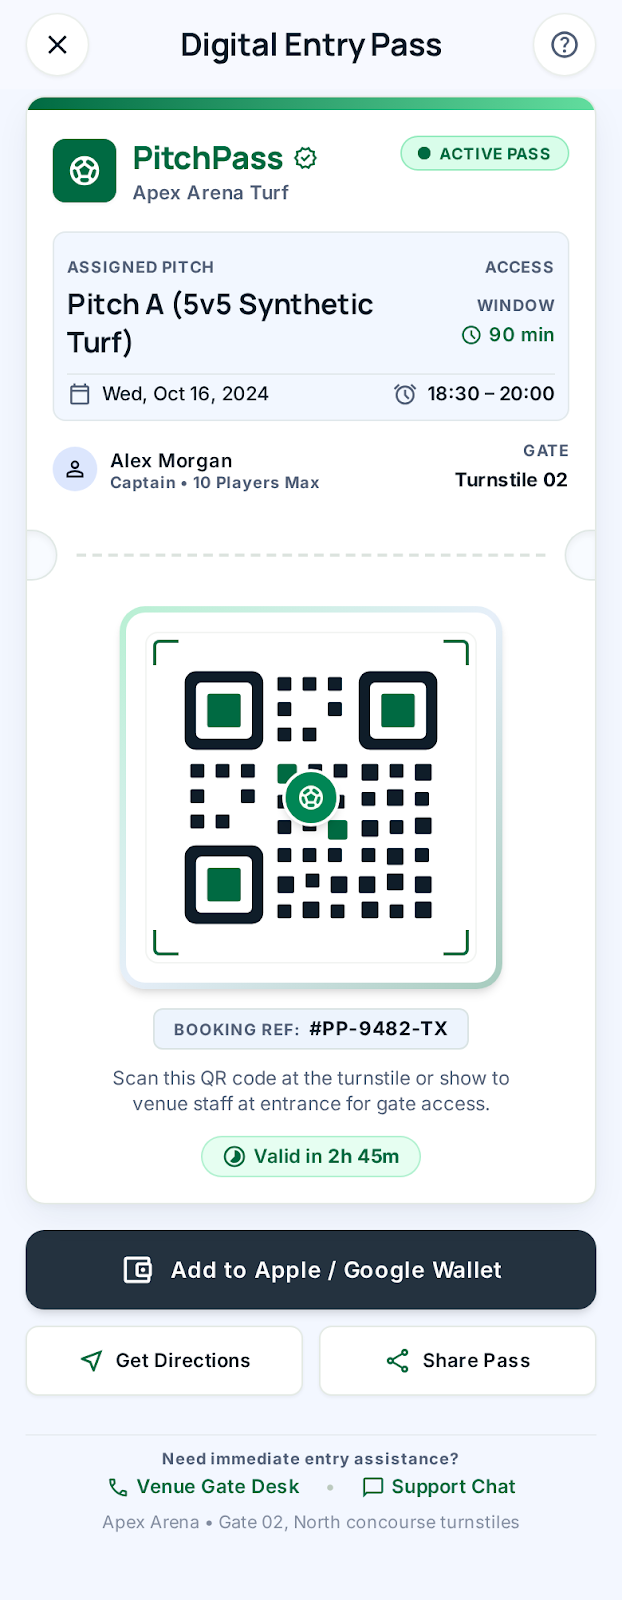 Digital Entry Pass
PitchPass
ACTIVE PASS
Apex Arena Turf
ASSIGNED PITCH
ACCESS
WINDOW
Pitch A (5v5 Synthetic
Turf)
90 min
Wed, Oct 16, 2024
18:30 – 20:00
Alex Morgan
Captain • 10 Players Max
GATE
Turnstile 02
BOOKING REF: #PP-9482-TX
Scan this QR code at the turnstile or show to
venue staff at entrance for gate access.
Valid in 2h 45m
Add to Apple / Google Wallet
Get Directions
Share Pass
Need immediate entry assistance?
Venue Gate Desk • Support Chat
Apex Arena • Gate 02, North concourse turnstiles